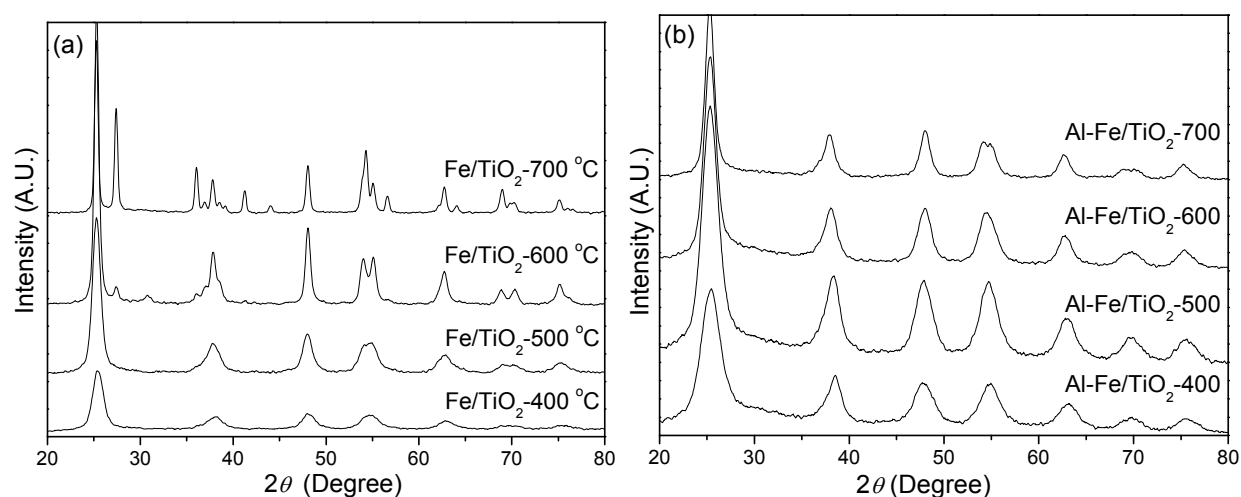 (a)
Intensity (A.U.)
Fe/TiO₂-700 °C
Fe/TiO₂-600 °C
Fe/TiO₂-500 °C
Fe/TiO₂-400 °C
20 30 40 50 60 70 80
2θ (Degree)
(b)
Intensity (A.U.)
Al-Fe/TiO₂-700
Al-Fe/TiO₂-600
Al-Fe/TiO₂-500
Al-Fe/TiO₂-400
20 30 40 50 60 70 80
2θ (Degree)